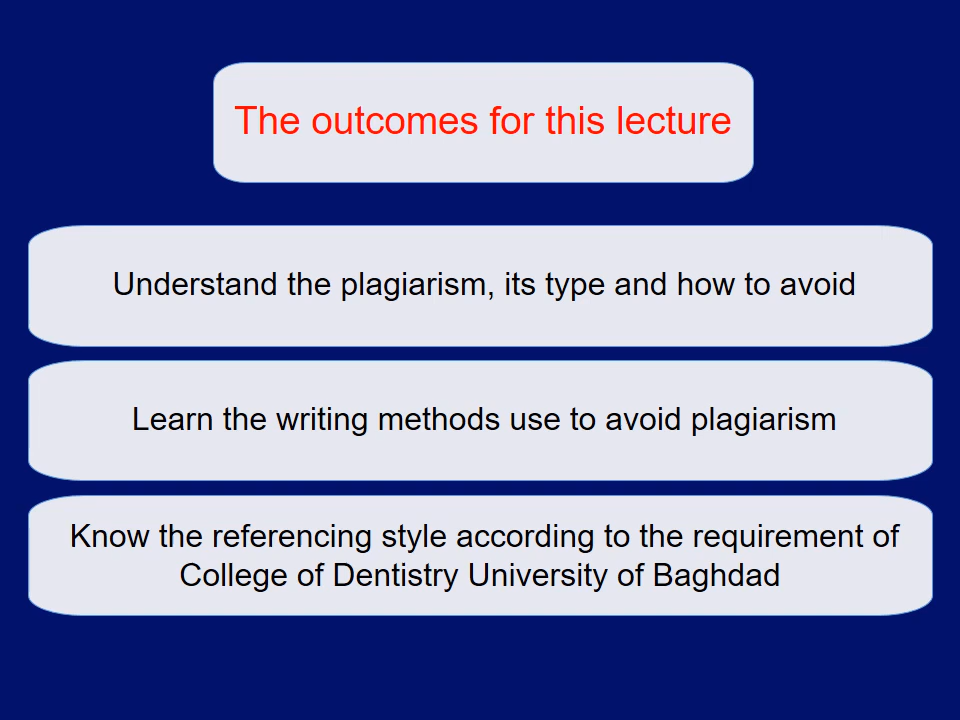 The outcomes for this lecture
Understand the plagiarism, its type and how to avoid
Learn the writing methods use to avoid plagiarism
Know the referencing style according to the requirement of
College of Dentistry University of Baghdad